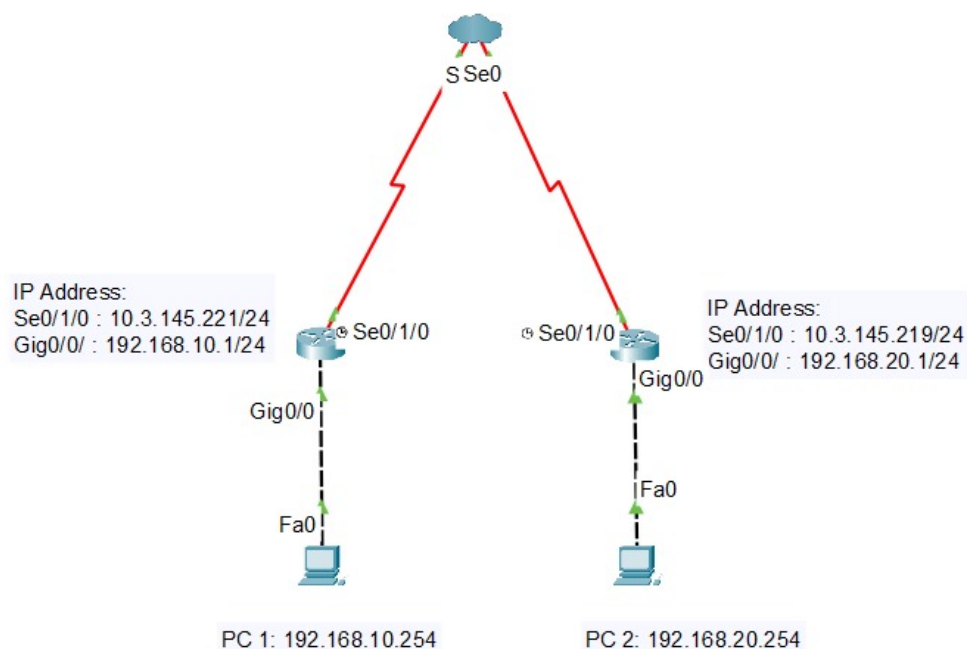 S Se0
IP Address:
Se0/1/0 : 10.3.145.221/24
Gig0/0/ : 192.168.10.1/24
Se0/1/0
Se0/1/0
IP Address:
Se0/1/0 : 10.3.145.219/24
Gig0/0/ : 192.168.20.1/24
Gig0/0
Gig0/0
Fa0
Fa0
PC 1: 192.168.10.254
PC 2: 192.168.20.254